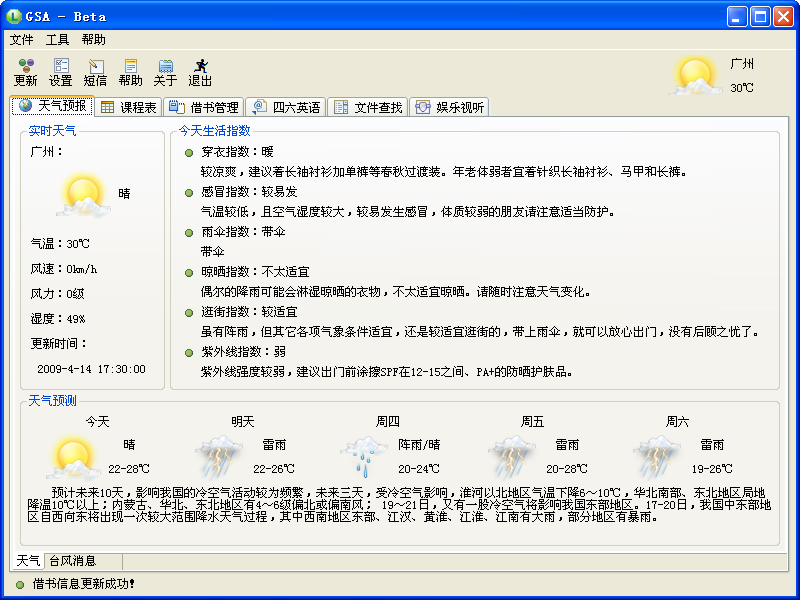 GSA - Beta
文件 工具 帮助
更新 设置 短信 帮助 关于 退出
广州
30℃
天气预报 课程表 借书管理 四六英语 文件查找 娱乐视听
实时天气
广州：
晴
气温：30℃
风速：0km/h
风力：0级
湿度：49%
更新时间：
2009-4-14 17:30:00
今天生活指数
穿衣指数：暖
较凉爽，建议着长袖衬衫加单裤等春秋过渡装。年老体弱者宜着针织长袖衬衫、马甲和长裤。
感冒指数：较易发
气温较低，且空气湿度较大，较易发生感冒，体质较弱的朋友请注意适当防护。
雨伞指数：带伞
带伞
晾晒指数：不太适宜
偶尔的降雨可能会淋湿晾晒的衣物，不太适宜晾晒。请随时注意天气变化。
逛街指数：较适宜
虽有阵雨，但其它各项气象条件适宜，还是较适宜逛街的，带上雨伞，就可以放心出门，没有后顾之忧了。
紫外线指数：弱
紫外线强度较弱，建议出门前涂擦SPF在12-15之间、PA+的防晒护肤品。
天气预测
今天 明天 周四 周五 周六
晴 雷雨 阵雨/晴 雷雨 雷雨
22-28℃ 22-26℃ 20-24℃ 20-28℃ 19-26℃
预计未来10天，影响我国的冷空气活动较为频繁，未来三天，受冷空气影响，淮河以北地区气温下降6～10℃，华北南部、东北地区局地
降温10℃以上；内蒙古、华北、东北地区有4～6级偏北或偏南风； 19～21日，又有一股冷空气将影响我国东部地区。17-20日，我国中东部地
区自西向东将出现一次较大范围降水天气过程，其中西南地区东部、江汉、黄淮、江淮、江南有大雨，部分地区有暴雨。
天气 台风消息
借书信息更新成功！